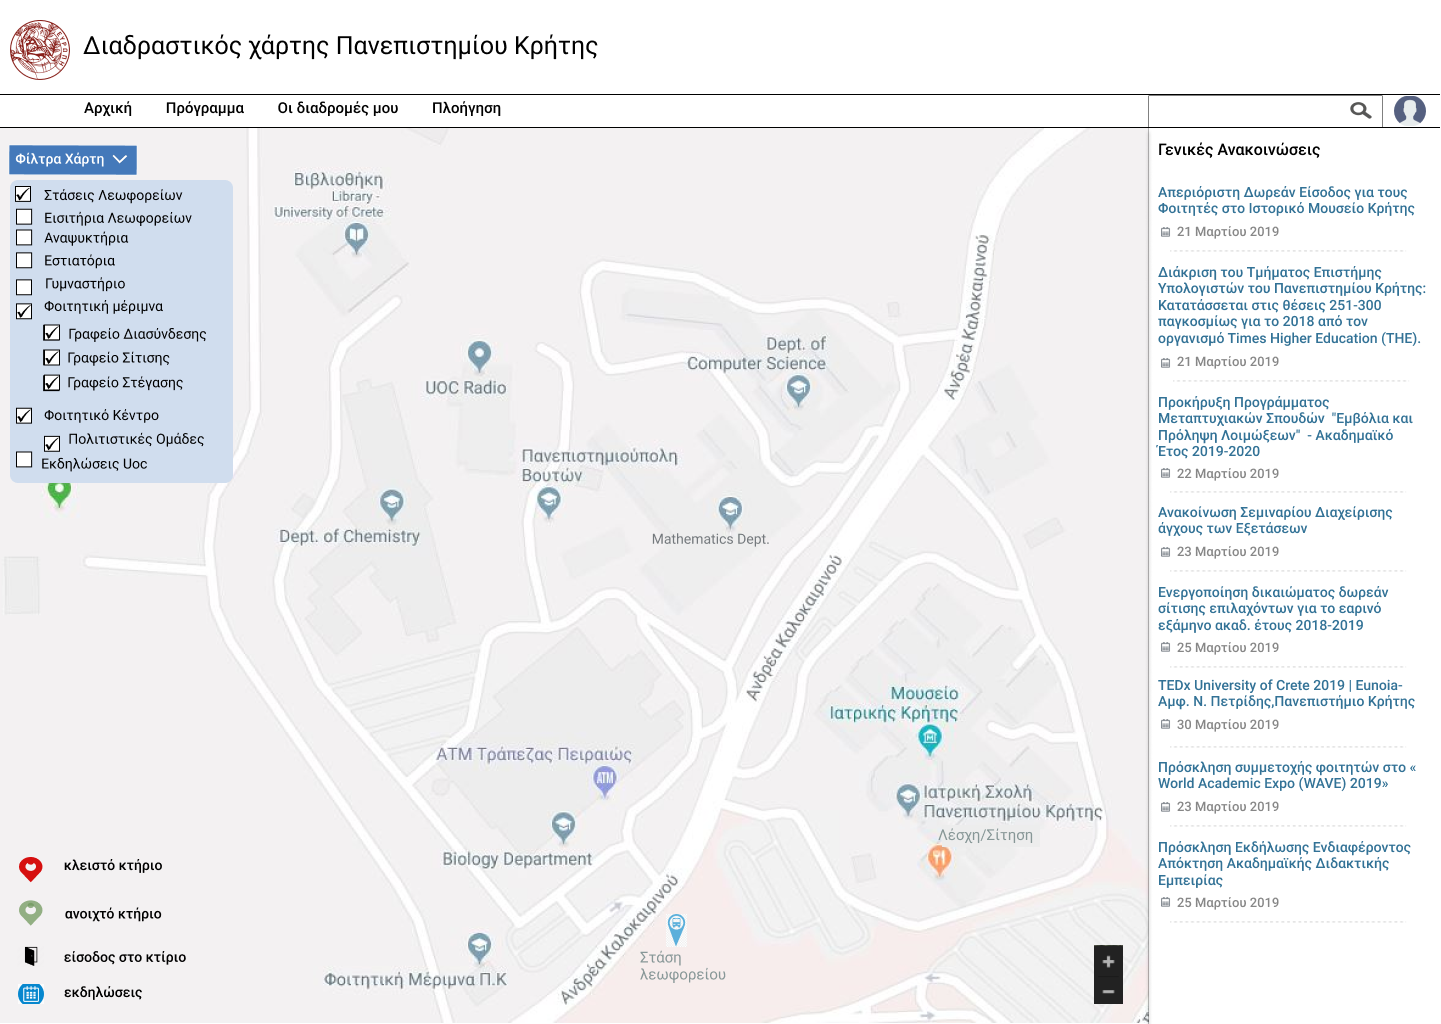 Διαδραστικός χάρτης Πανεπιστημίου Κρήτης
Αρχική
Πρόγραμμα
Οι διαδρομές μου
Πλοήγηση
Φίλτρα Χάρτη
Στάσεις Λεωφορείων
Εισιτήρια Λεωφορείων
Αναψυκτήρια
Εστιατόρια
Γυμναστήριο
Φοιτητική μέριμνα
Γραφείο Διασύνδεσης
Γραφείο Σίτισης
Γραφείο Στέγασης
Φοιτητικό Κέντρο
Πολιτιστικές Ομάδες
Εκδηλώσεις Uoc
Βιβλιοθήκη
Library -
University of Crete
UOC Radio
Dept. of
Computer Science
Ανδρέα Καλοκαιρινού
Πανεπιστημιούπολη
Βουτών
Dept. of Chemistry
Mathematics Dept.
Ανδρέα Καλοκαιρινού
Μουσείο
Ιατρικής Κρήτης
ATM Τράπεζας Πειραιώς
ATM
Ιατρική Σχολή
Πανεπιστημίου Κρήτης
Λέσχη/Σίτηση
Biology Department
Ανδρέα Καλοκαιρινού
Στάση
λεωφορείου
Φοιτητική Μέριμνα Π.Κ
κλειστό κτήριο
ανοιχτό κτήριο
είσοδος στο κτίριο
εκδηλώσεις
+
−
Γενικές Ανακοινώσεις
Απεριόριστη Δωρεάν Είσοδος για τους
Φοιτητές στο Ιστορικό Μουσείο Κρήτης
21 Μαρτίου 2019
Διάκριση του Τμήματος Επιστήμης
Υπολογιστών του Πανεπιστημίου Κρήτης:
Κατατάσσεται στις θέσεις 251-300
παγκοσμίως για το 2018 από τον
οργανισμό Times Higher Education (THE).
21 Μαρτίου 2019
Προκήρυξη Προγράμματος
Μεταπτυχιακών Σπουδών "Εμβόλια και
Πρόληψη Λοιμώξεων" - Ακαδημαϊκό
Έτος 2019-2020
22 Μαρτίου 2019
Ανακοίνωση Σεμιναρίου Διαχείρισης
άγχους των Εξετάσεων
23 Μαρτίου 2019
Ενεργοποίηση δικαιώματος δωρεάν
σίτισης επιλαχόντων για το εαρινό
εξάμηνο ακαδ. έτους 2018-2019
25 Μαρτίου 2019
TEDx University of Crete 2019 | Eunoia-
Αμφ. Ν. Πετρίδης,Πανεπιστήμιο Κρήτης
30 Μαρτίου 2019
Πρόσκληση συμμετοχής φοιτητών στο «
World Academic Expo (WAVE) 2019»
23 Μαρτίου 2019
Πρόσκληση Εκδήλωσης Ενδιαφέροντος
Απόκτηση Ακαδημαϊκής Διδακτικής
Εμπειρίας
25 Μαρτίου 2019